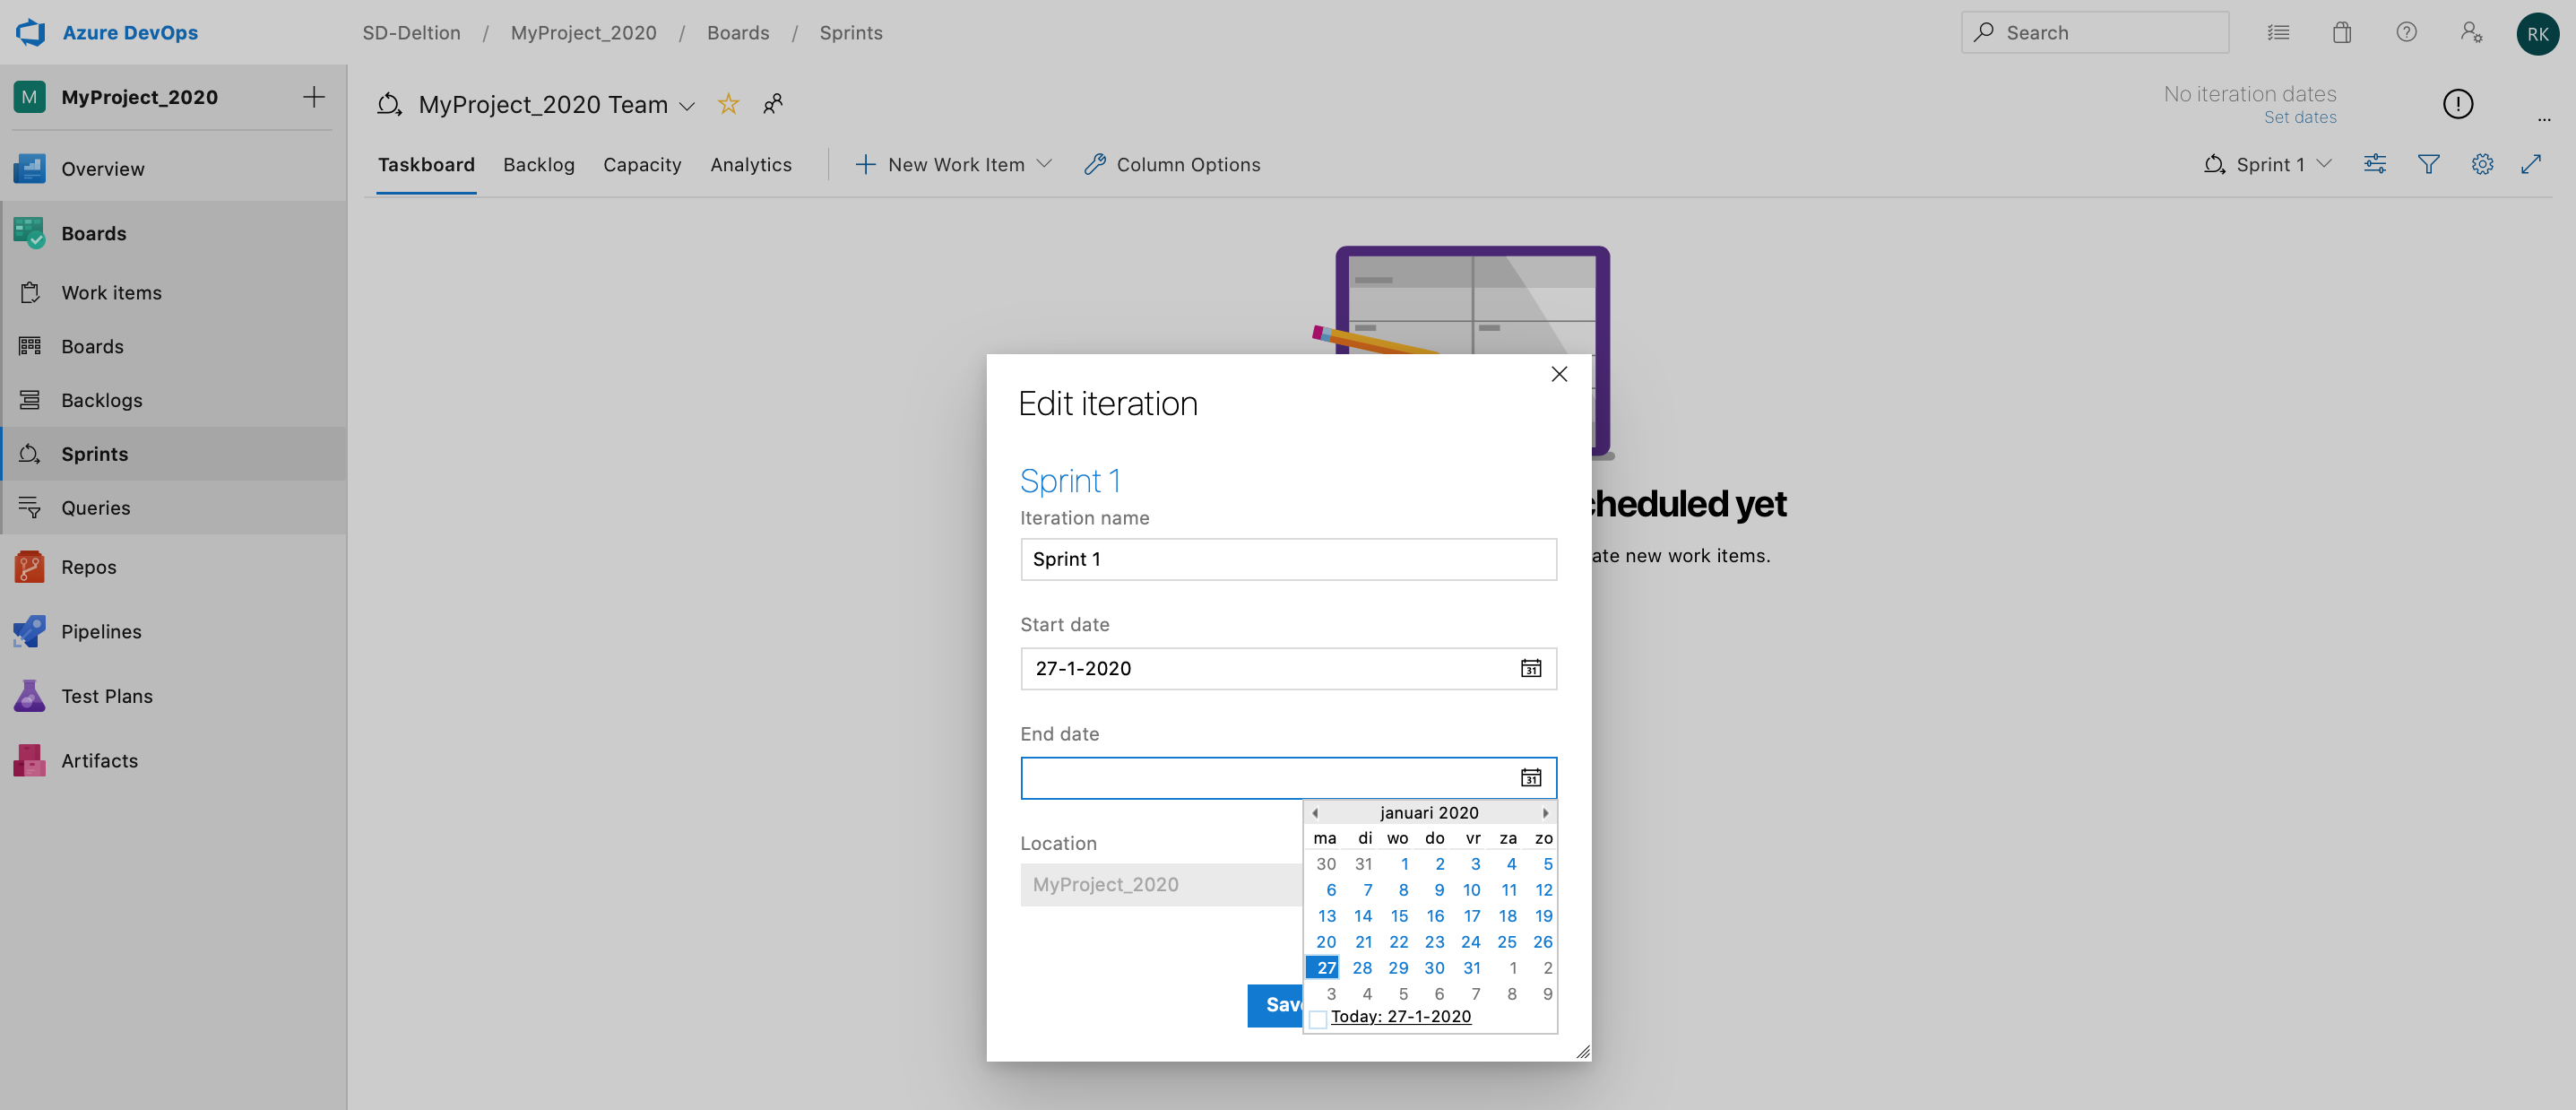 Azure DevOps
SD-Deltion / MyProject_2020 / Boards / Sprints
Search
RK
M MyProject_2020
Overview
Boards
Work items
Boards
Backlogs
Sprints
Queries
Repos
Pipelines
Test Plans
Artifacts
MyProject_2020 Team
No iteration dates
Set dates
Taskboard Backlog Capacity Analytics New Work Item Column Options
Sprint 1
cheduled yet
ate new work items.
Edit iteration
Sprint 1
Iteration name
Sprint 1
Start date
27-1-2020
31
End date
31
Location
MyProject_2020
januari 2020
ma di wo do vr za zo
30 31 1 2 3 4 5
6 7 8 9 10 11 12
13 14 15 16 17 18 19
20 21 22 23 24 25 26
27 28 29 30 31 1 2
3 4 5 6 7 8 9
Today: 27-1-2020
Save